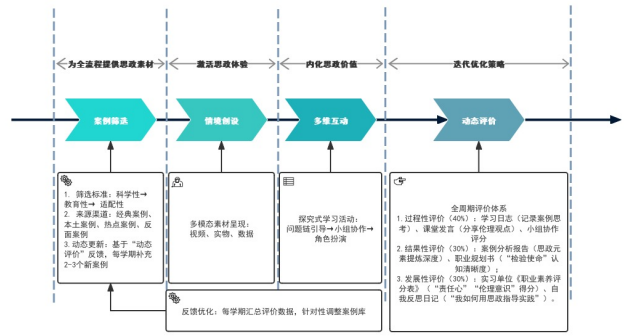 为全流程提供思政素材
激活思政体验
内化思政价值
迭代优化策略
案例筛选
情境创设
多维互动
动态评价
1. 筛选标准：科学性→
教育性→ 适配性
2. 来源渠道：经典案例、
本土案例、热点案例、反
面案例
3. 动态更新：基于“动态
评价”反馈，每学期补充
2-3个新案例
多模态素材呈现：
视频、实物、数据
探究式学习活动：
问题链引导→小组协作→
角色扮演
全周期评价体系
1. 过程性评价（40%）：学习日志（记录案例思
考）、课堂发言（分享伦理观点）、小组协作
评分
2. 结果性评价（30%）：案例分析报告（思政元
素提炼深度）、职业规划书（“检验使命”认
知清晰度）；
3. 发展性评价（30%）：实习单位《职业素养评
分表》（“责任心”“伦理意识”得分）、自
我反思日记（“我如何用思政指导实践”）。
反馈优化：每学期汇总评价数据，针对性调整案例库